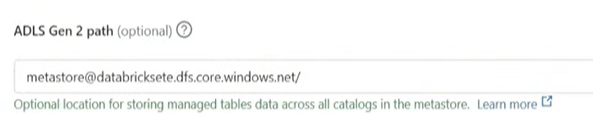 ADLS Gen 2 path (optional) ?
metastore@databricksete.dfs.core.windows.net/
Optional location for storing managed tables data across all catalogs in the metastore. Learn more